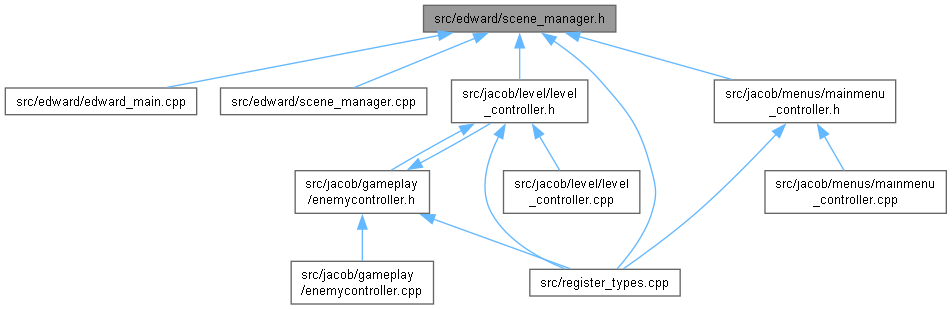 src/edward/scene_manager.h
src/edward/edward_main.cpp
src/edward/scene_manager.cpp
src/jacob/level/level
_controller.h
src/jacob/menus/mainmenu
_controller.h
src/jacob/gameplay
/enemycontroller.h
src/jacob/level/level
_controller.cpp
src/jacob/menus/mainmenu
_controller.cpp
src/jacob/gameplay
/enemycontroller.cpp
src/register_types.cpp